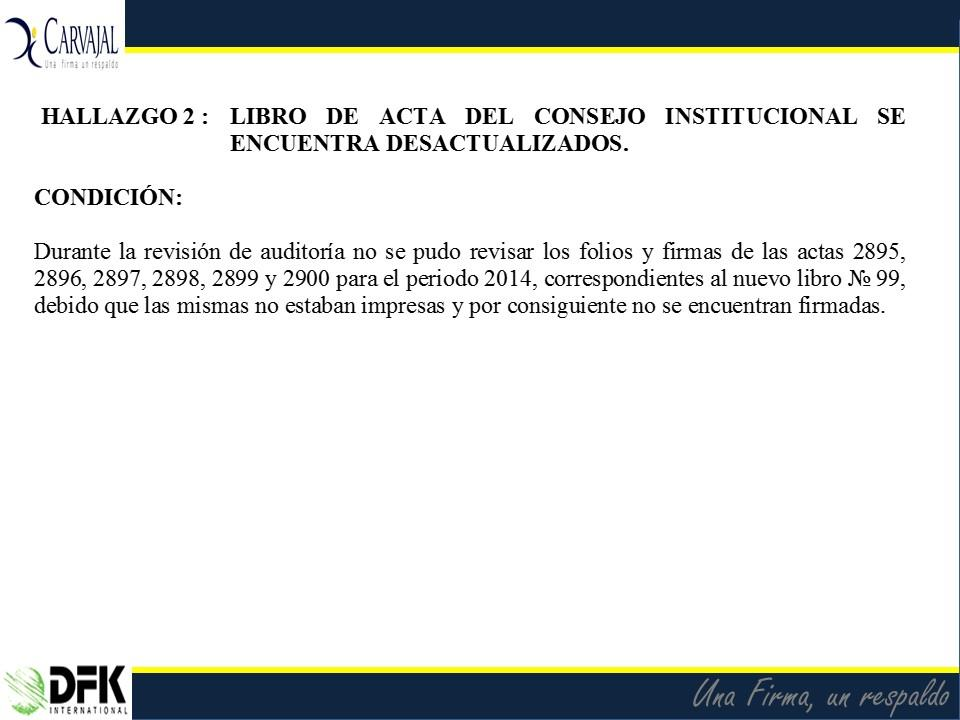 CARVAJAL
Una firma un respaldo
HALLAZGO 2 : LIBRO DE ACTA DEL CONSEJO INSTITUCIONAL SE
ENCUENTRA DESACTUALIZADOS.
CONDICIÓN:
Durante la revisión de auditoría no se pudo revisar los folios y firmas de las actas 2895,
2896, 2897, 2898, 2899 y 2900 para el periodo 2014, correspondientes al nuevo libro № 99,
debido que las mismas no estaban impresas y por consiguiente no se encuentran firmadas.
DFK
INTERNATIONAL
Una Firma, un respaldo